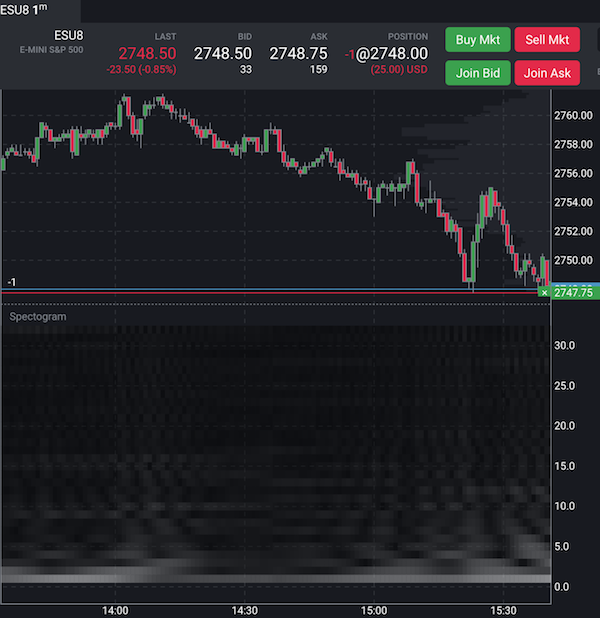 ESU8 1m
ESU8 LAST BID ASK POSITION
E-MINI S&P 500 2748.50 2748.50 2748.75 -1@2748.00
-23.50 (-0.85%) 33 159 (25.00) USD
Buy Mkt Sell Mkt
Join Bid Join Ask
2760.00
2758.00
2756.00
2754.00
2752.00
2750.00
-1
× 2747.75
Spectogram
30.0
25.0
20.0
15.0
10.0
5.0
0.0
14:00 14:30 15:00 15:30